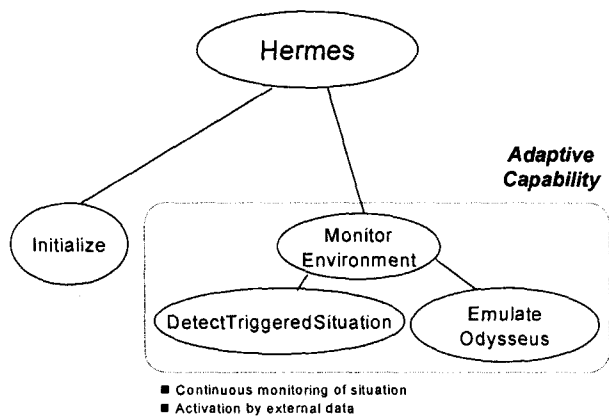 Hermes
Adaptive
Capability
Initialize
Monitor
Environment
DetectTriggeredSituation
Emulate
Odysseus
■ Continuous monitoring of situation
■ Activation by external data